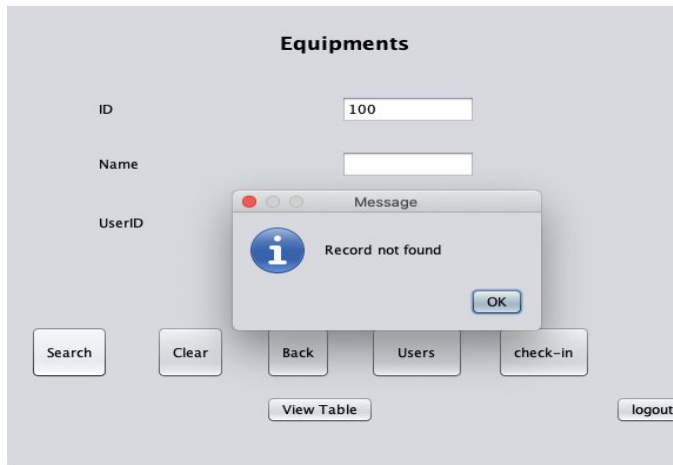 Equipments
ID
100
Name
Message
UserID
Record not found
OK
Search
Clear
Back
Users
check-in
View Table
logout